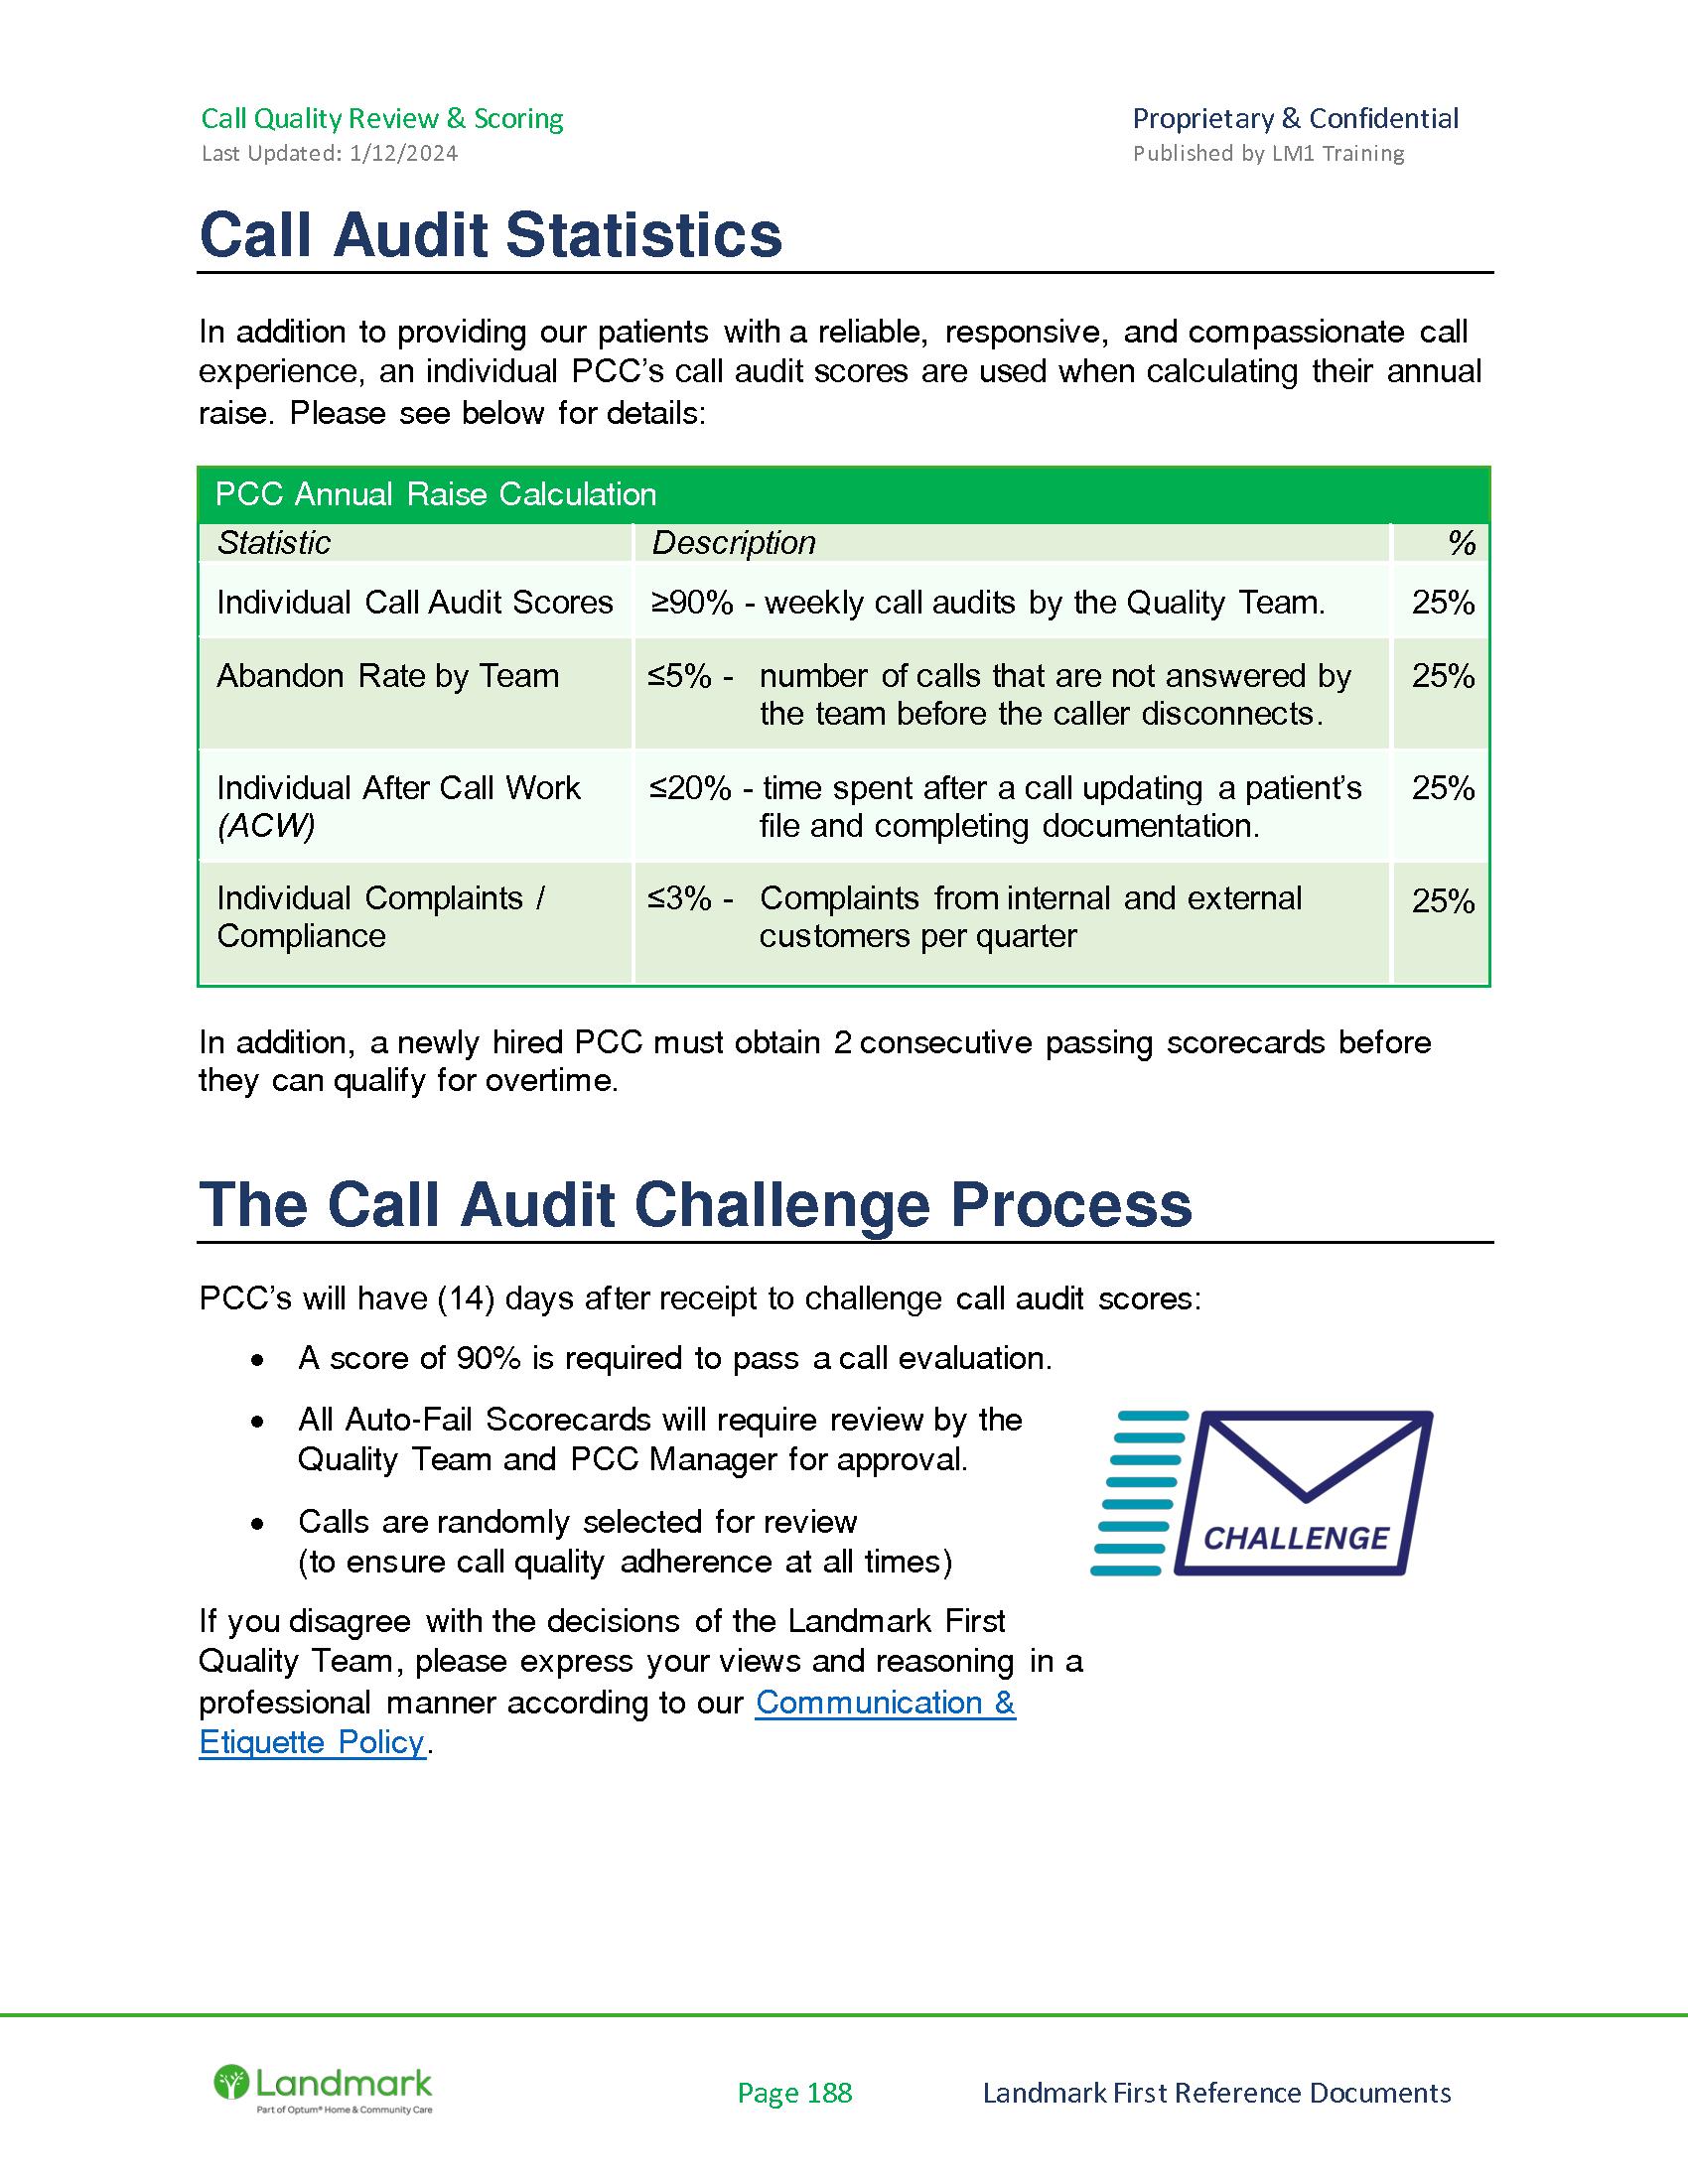 Call Quality Review & Scoring
Proprietary & Confidential
Last Updated: 1/12/2024
Published by LM1 Training
Call Audit Statistics
In addition to providing our patients with a reliable, responsive, and compassionate call
experience, an individual PCC’s call audit scores are used when calculating their annual
raise. Please see below for details:
PCC Annual Raise Calculation
Statistic Description %
Individual Call Audit Scores ≥90% - weekly call audits by the Quality Team. 25%
Abandon Rate by Team ≤5% - number of calls that are not answered by 25%
the team before the caller disconnects.
Individual After Call Work ≤20% - time spent after a call updating a patient’s 25%
(ACW) file and completing documentation.
Individual Complaints / ≤3% - Complaints from internal and external 25%
Compliance customers per quarter
In addition, a newly hired PCC must obtain 2 consecutive passing scorecards before
they can qualify for overtime.
The Call Audit Challenge Process
PCC’s will have (14) days after receipt to challenge call audit scores:
• A score of 90% is required to pass a call evaluation.
• All Auto-Fail Scorecards will require review by the
Quality Team and PCC Manager for approval.
• Calls are randomly selected for review
(to ensure call quality adherence at all times)
CHALLENGE
If you disagree with the decisions of the Landmark First
Quality Team, please express your views and reasoning in a
professional manner according to our Communication &
Etiquette Policy.
Landmark
Part of Optum® Home & Community Care
Page 188
Landmark First Reference Documents